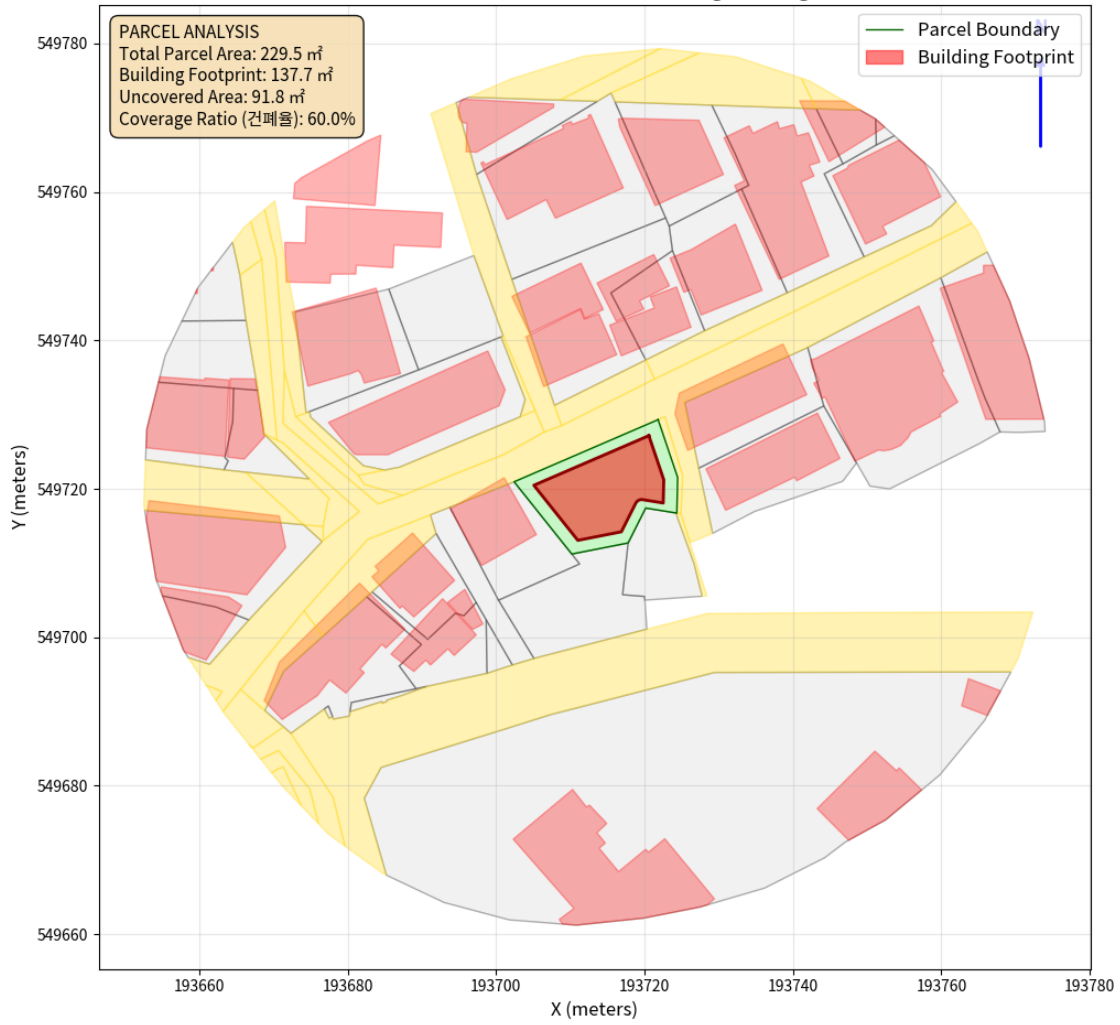 PARCEL ANALYSIS
Total Parcel Area: 229.5 ㎡
Building Footprint: 137.7 ㎡
Uncovered Area: 91.8 ㎡
Coverage Ratio (건폐율): 60.0%
Parcel Boundary
Building Footprint
N
549780
549760
549740
549720
549700
549680
549660
Y (meters)
193660
193680
193700
193720
193740
193760
193780
X (meters)